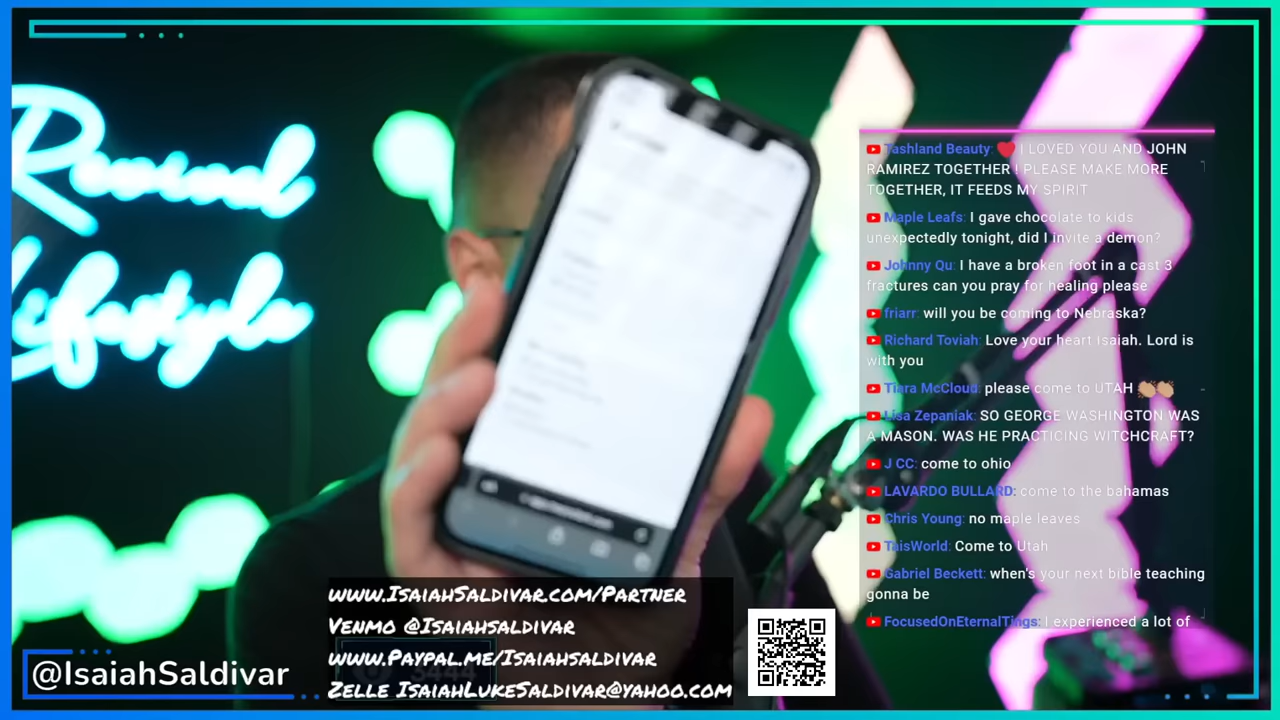 Revival
Lifestyle
Tashland Beauty: ❤️ I LOVED YOU AND JOHN
RAMIREZ TOGETHER ! PLEASE MAKE MORE
TOGETHER, IT FEEDS MY SPIRIT
Maple Leafs: I gave chocolate to kids
unexpectedly tonight, did I invite a demon?
Johnny Qu: I have a broken foot in a cast 3
fractures can you pray for healing please
friarr: will you be coming to Nebraska?
Richard Toviah: Love your heart Isaiah. Lord is
with you
Tiara McCloud: please come to UTAH 👏🏼👏🏼
Lisa Zepaniak: SO GEORGE WASHINGTON WAS
A MASON. WAS HE PRACTICING WITCHCRAFT?
J CC: come to ohio
LAVARDO BULLARD: come to the bahamas
Chris Young: no maple leaves
ThisWorld: Come to Utah
Gabriel Beckett: when's your next bible teaching
gonna be
FocusedOnEternalTings: I experienced a lot of
www.IsaiahSaldivar.com/Partner
Venmo @Isaiahsaldivar
www.Paypal.me/Isaiahsaldivar
Zelle IsaiahLukeSaldivar@yahoo.com
@IsaiahSaldivar